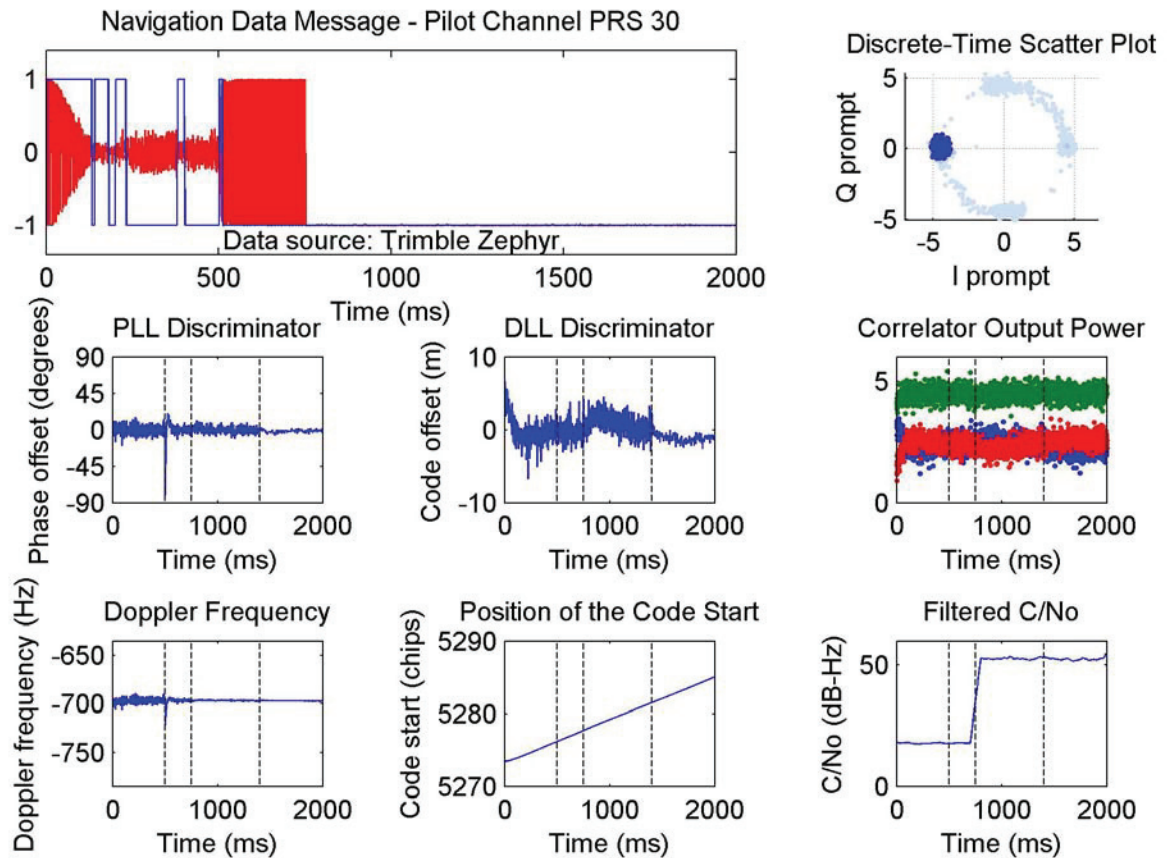 Navigation Data Message - Pilot Channel PRS 30
1
0
-1
Data source: Trimble Zephyr
0 500 1000 1500 2000
Time (ms)
Discrete-Time Scatter Plot
Q prompt
5
0
-5
-5 0 5
I prompt
PLL Discriminator
Phase offset (degrees)
90
45
0
-45
-90
0 1000 2000
Time (ms)
DLL Discriminator
Code offset (m)
10
0
-10
0 1000 2000
Time (ms)
Correlator Output Power
5
0
0 1000 2000
Time (ms)
Doppler Frequency
Doppler frequency (Hz)
-650
-700
-750
0 1000 2000
Time (ms)
Position of the Code Start
Code start (chips)
5290
5280
5270
0 1000 2000
Time (ms)
Filtered C/No
C/No (dB-Hz)
50
0
0 1000 2000
Time (ms)